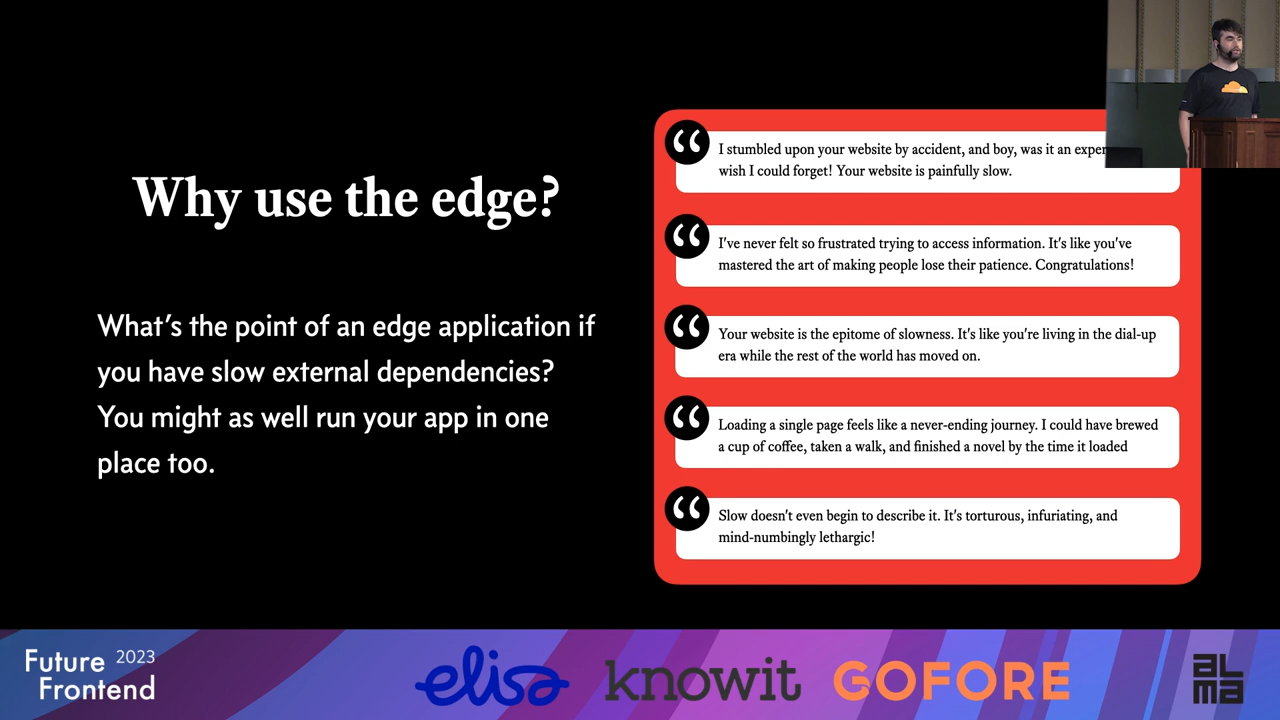 Why use the edge?
What's the point of an edge application if
you have slow external dependencies?
You might as well run your app in one
place too.
I stumbled upon your website by accident, and boy, was it an
wish I could forget! Your website is painfully slow.
I've never felt so frustrated trying to access information. It's like you've
mastered the art of making people lose their patience. Congratulations!
Your website is the epitome of slowness. It's like you're living in the dial-up
era while the rest of the world has moved on.
Loading a single page feels like a never-ending journey. I could have brewed
a cup of coffee, taken a walk, and finished a novel by the time it loaded
Slow doesn't even begin to describe it. It's torturous, infuriating, and
mind-numbingly lethargic!
Future 2023
Frontend
elisa
knowit
GOFORE
aL
ma